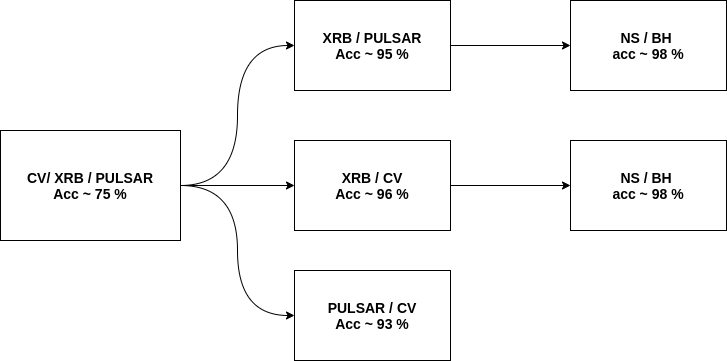 XRB / PULSAR
Acc ~ 95 %
NS / BH
acc ~ 98 %
CV/ XRB / PULSAR
Acc ~ 75 %
XRB / CV
Acc ~ 96 %
NS / BH
acc ~ 98 %
PULSAR / CV
Acc ~ 93 %